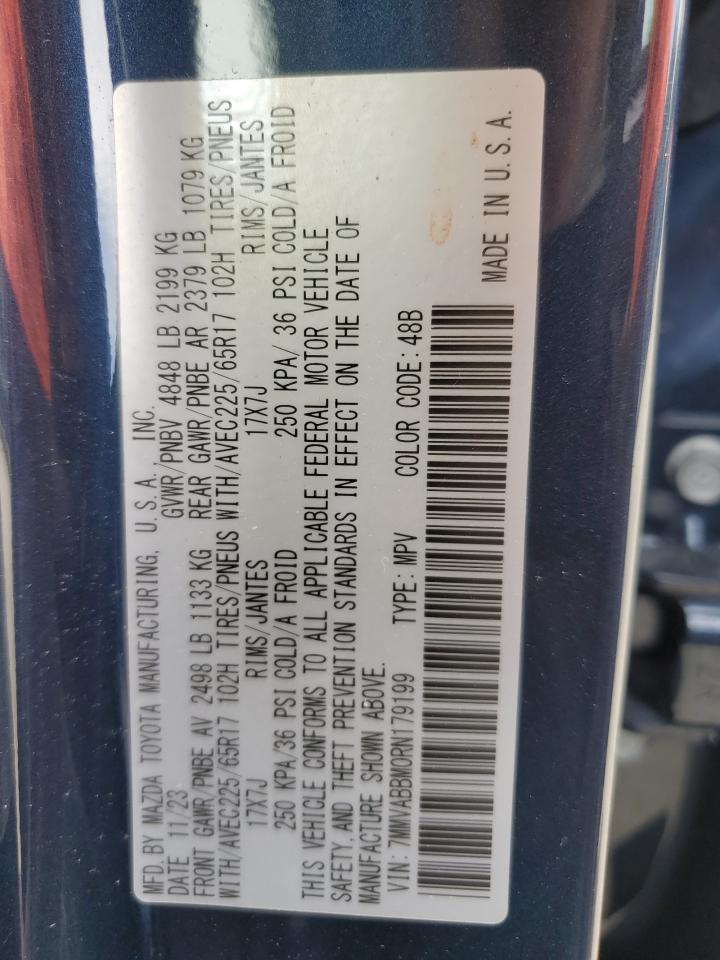 MFD. BY MAZDA TOYOTA MANUFACTURING, U.S.A., INC.
DATE 11/23 GVWR/PNBV 4848 LB 2199 KG
FRONT GAWR/PNBE AV 2498 LB 1133 KG REAR GAWR/PNBE AR 2379 LB 1079 KG
WITH/AVEC225/65R17 102H TIRES/PNEUS WITH/AVEC225/65R17 102H TIRES/PNEUS
17X7J RIMS/JANTES 17X7J RIMS/JANTES
250 KPA/36 PSI COLD/A FROID 250 KPA/ 36 PSI COLD/A FROID
THIS VEHICLE CONFORMS TO ALL APPLICABLE FEDERAL MOTOR VEHICLE
SAFETY, AND THEFT PREVENTION STANDARDS IN EFFECT ON THE DATE OF
MANUFACTURE SHOWN ABOVE.
VIN: 7MMVABBM0RN179199 TYPE: MPV COLOR CODE: 48B
MADE IN U.S.A.